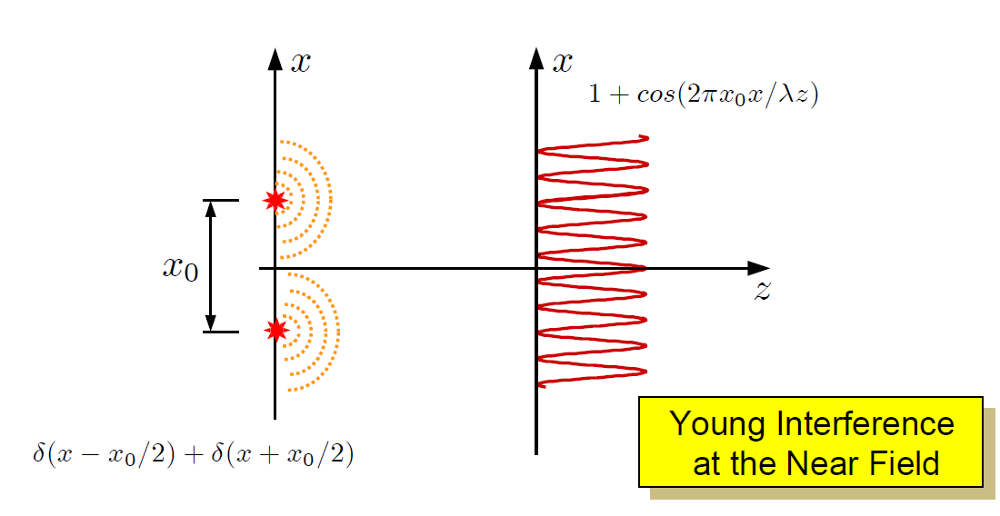 x
x
1 + cos(2πx₀x/λz)
x₀
z
δ(x − x₀/2) + δ(x + x₀/2)
Young Interference
at the Near Field